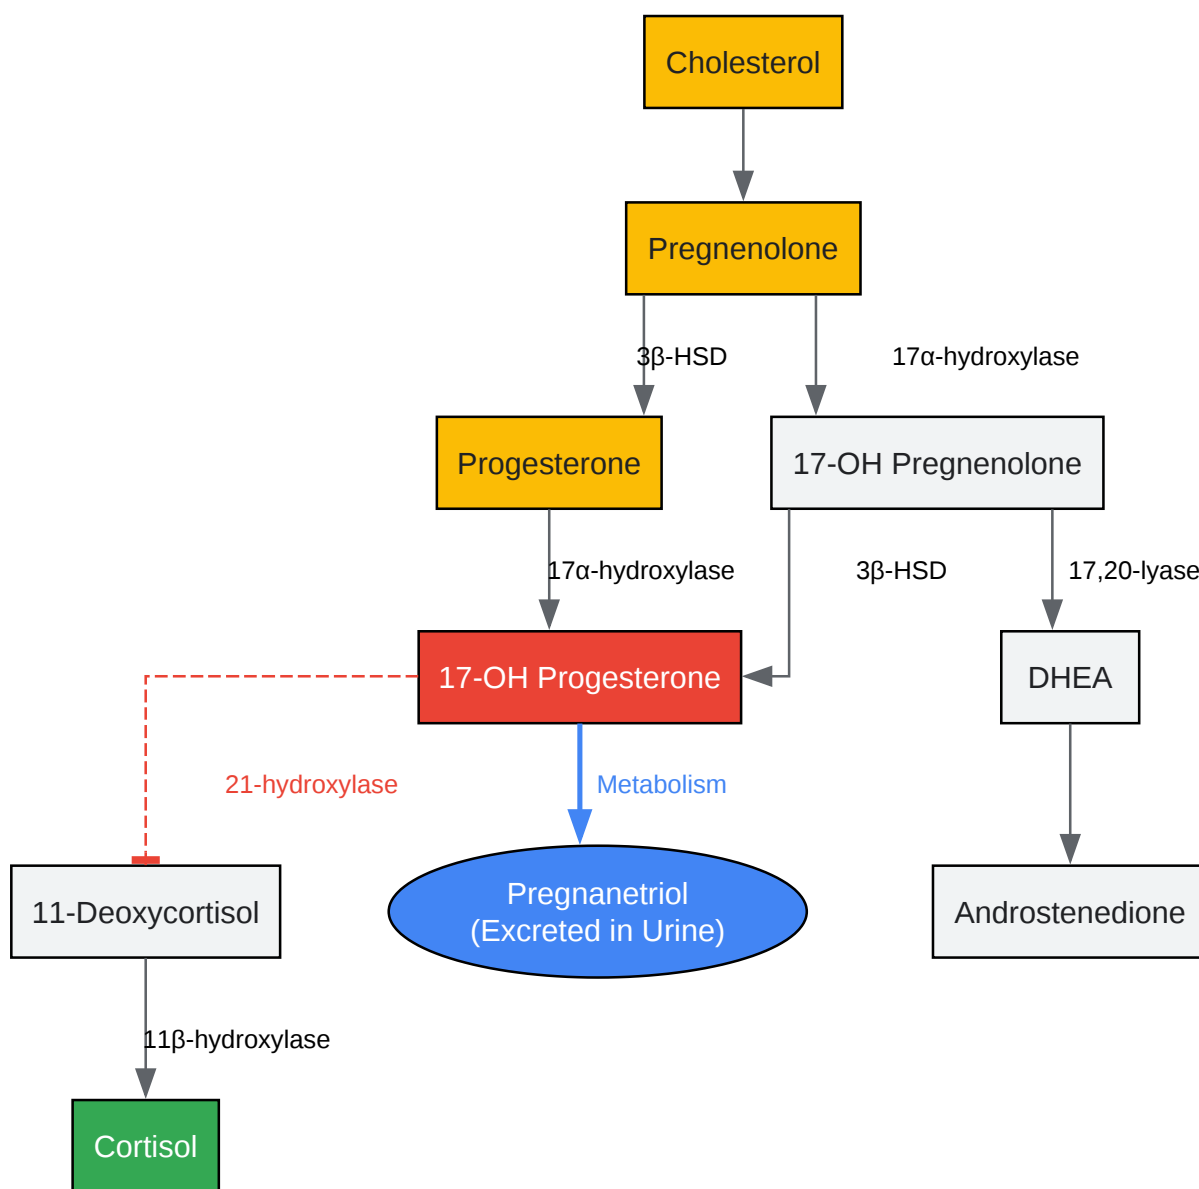 Cholesterol
Pregnenolone
3β-HSD
17α-hydroxylase
Progesterone
17-OH Pregnenolone
17α-hydroxylase
3β-HSD
17,20-lyase
17-OH Progesterone
DHEA
21-hydroxylase
Metabolism
11-Deoxycortisol
Pregnanetriol
(Excreted in Urine)
Androstenedione
11β-hydroxylase
Cortisol